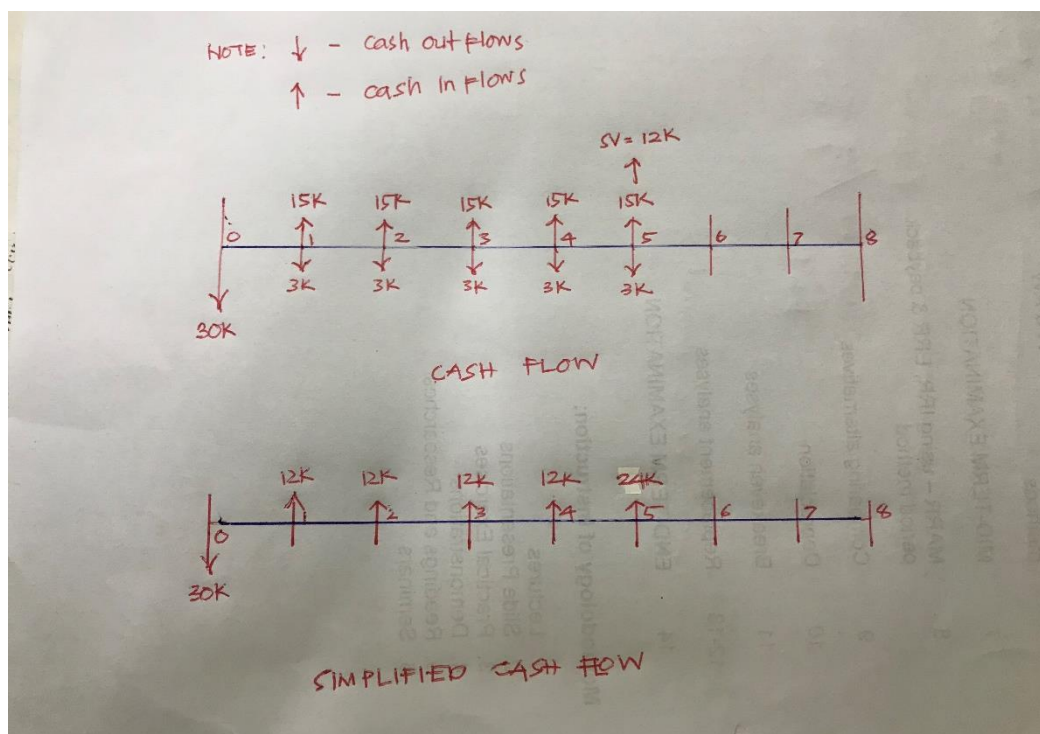 NOTE: ↓ - cash out flows
↑ - cash in flows
SV = 12K
15K 15K 15K 15K 15K
0 1 2 3 4 5 6 7 8
3K 3K 3K 3K 3K
30K
CASH FLOW
12K 12K 12K 12K 24K
0 1 2 3 4 5 6 7 8
30K
SIMPLIFIED CASH FLOW